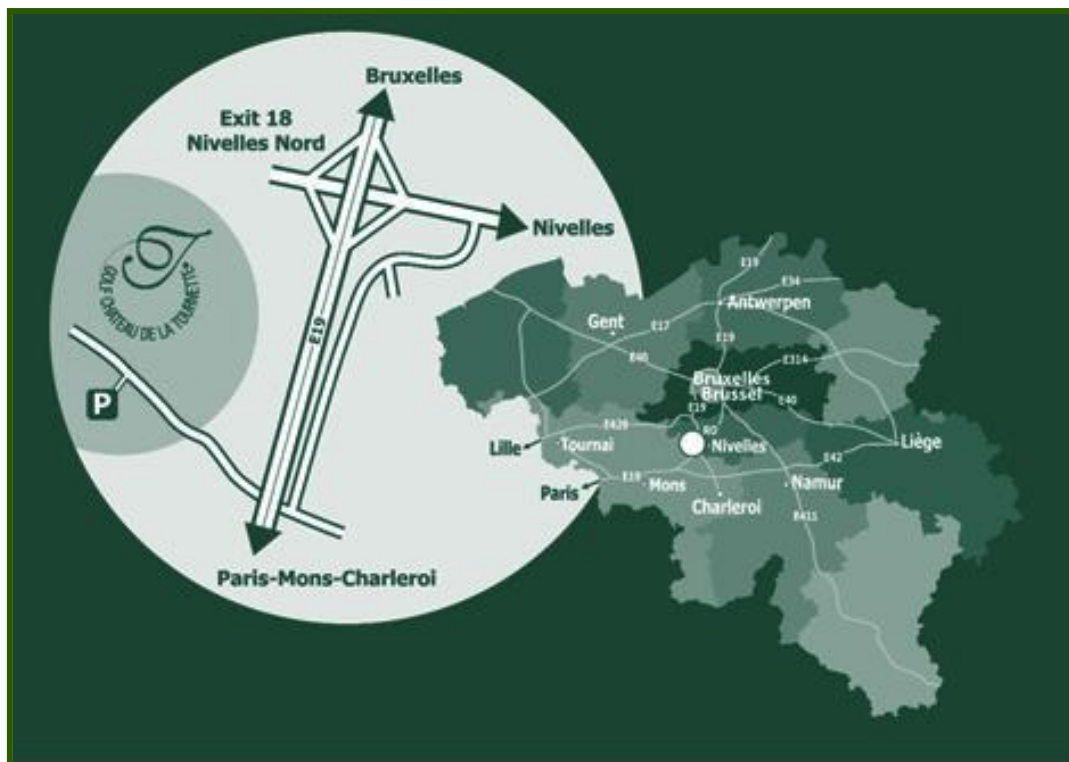 Bruxelles
Exit 18
Nivelles Nord
Nivelles
GOLF CHATEAU DE LA TOURNETTE
E19
P
Paris-Mons-Charleroi
E19
E34
Antwerpen
Gent
E17
E19
E40
E314
Bruxelles
Brussel
E19
E40
E429
R0
Lille
Tournai
Nivelles
Liège
E42
E19
Paris
Mons
Namur
Charleroi
E411